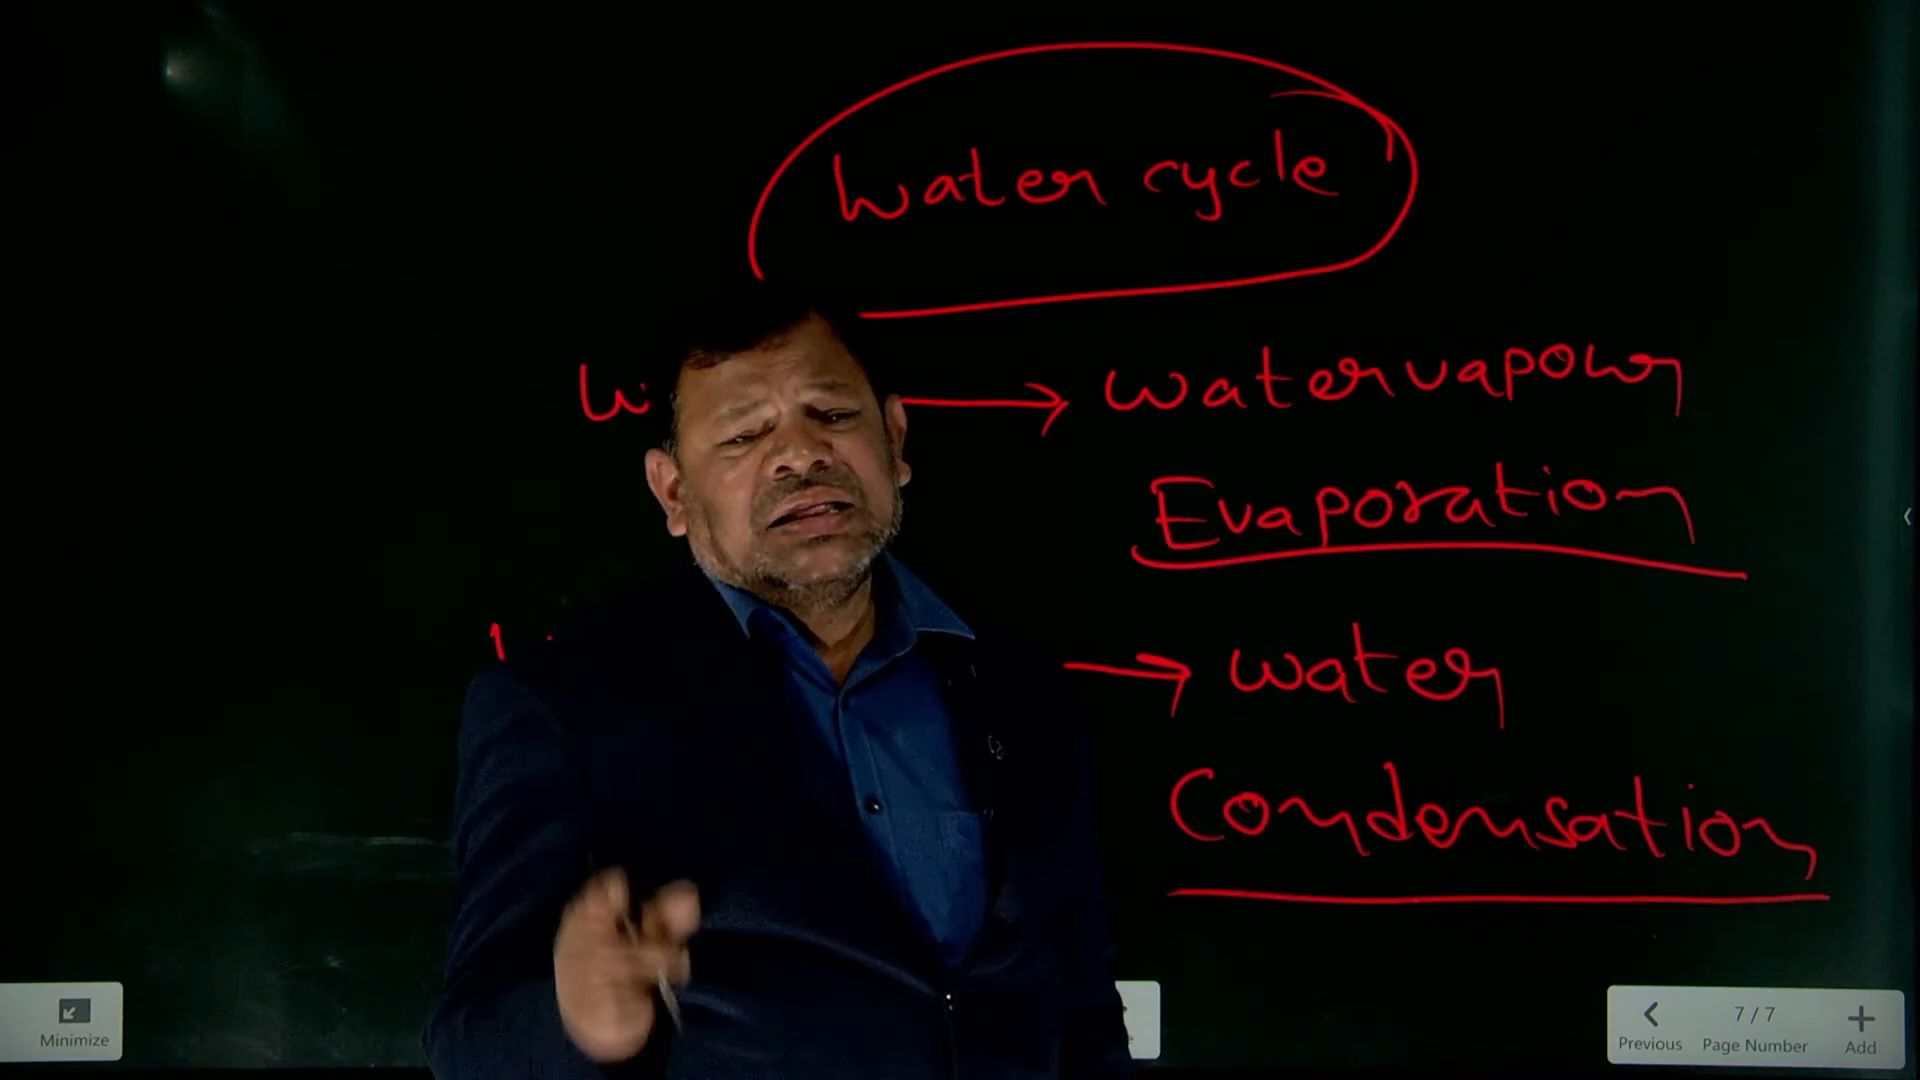 Water cycle
Water vapour
Evaporation
Water
Condensation
Minimize
7 / 7
Previous Page Number Add